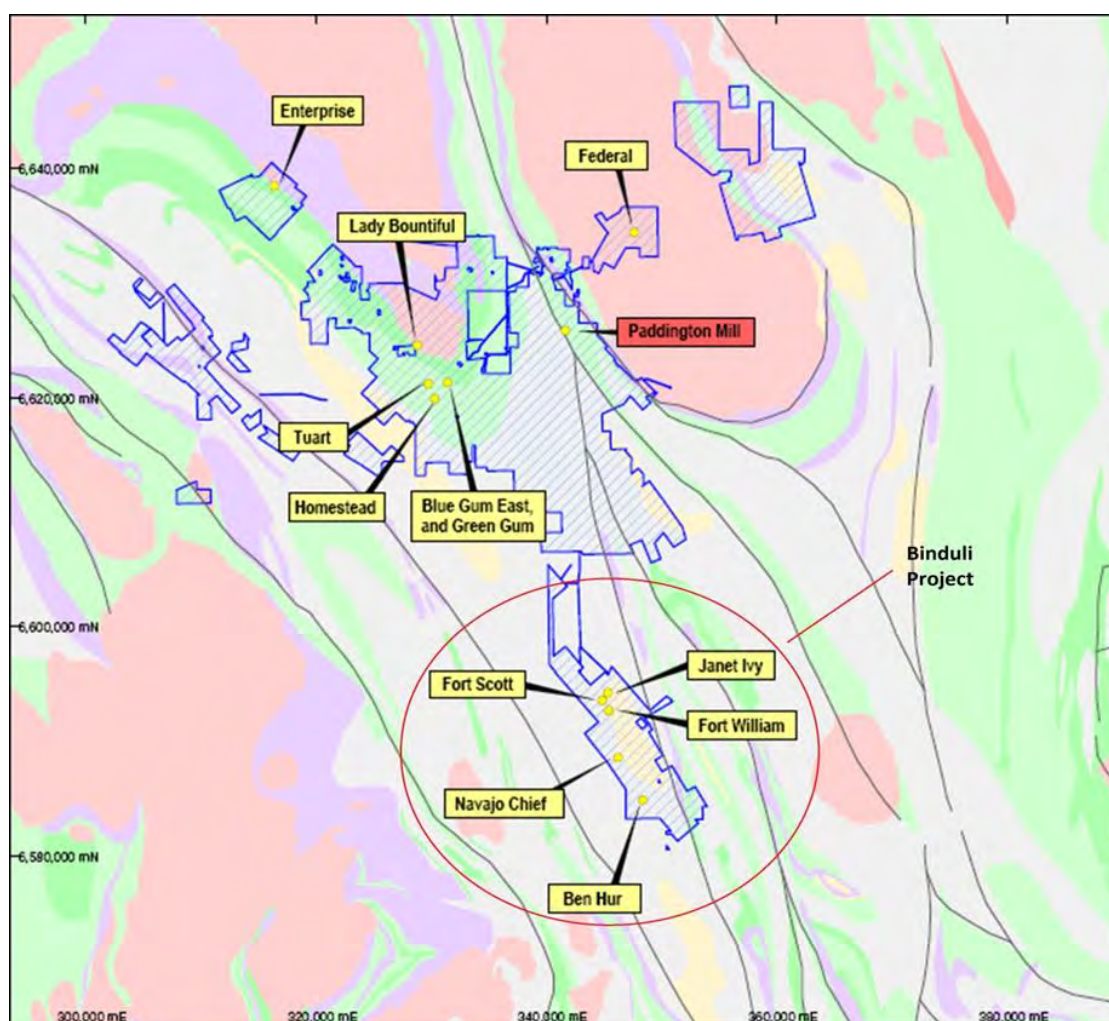 Enterprise
Federal
6,640,000 mN
Lady Bountiful
Paddington Mill
6,620,000 mN
Tuart
Homestead
Blue Gum East,
and Green Gum
Binduli
Project
6,600,000 mN
Janet Ivy
Fort Scott
Fort William
Navajo Chief
6,580,000 mN
Ben Hur
300,000 mE
320,000 mE
340,000 mE
360,000 mE
380,000 mE